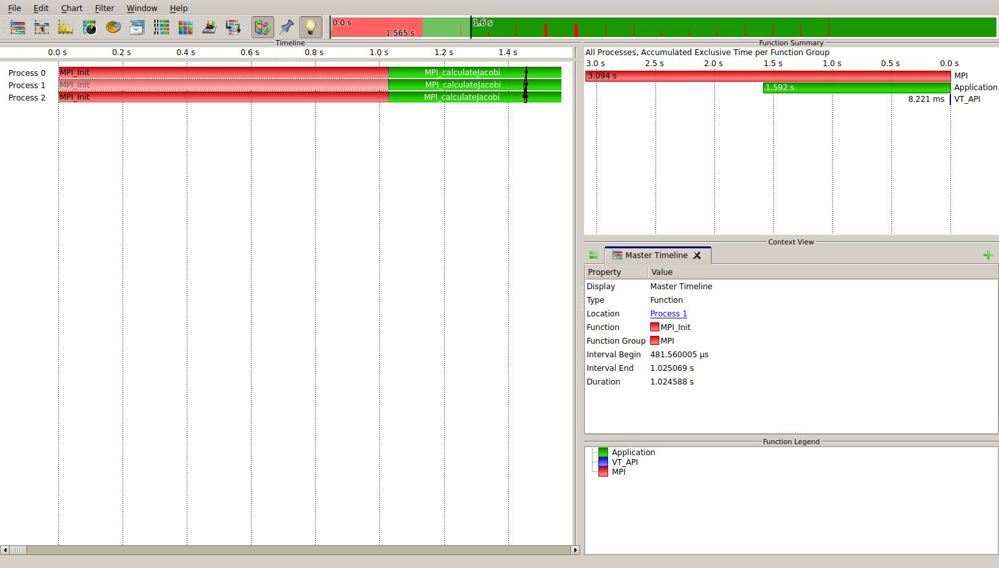 File Edit Chart Filter Window Help
0.0 s 1.6 s
1.565 s
Timeline
0.0 s 0.2 s 0.4 s 0.6 s 0.8 s 1.0 s 1.2 s 1.4 s
Process 0 MPI_Init MPI_calculateJacobi
Process 1 MPI_Init MPI_calculateJacobi
Process 2 MPI_Init MPI_calculateJacobi
Function Summary
All Processes, Accumulated Exclusive Time per Function Group
3.0 s 2.5 s 2.0 s 1.5 s 1.0 s 0.5 s 0.0 s
3.094 s MPI
1.592 s Application
8.221 ms VT_API
Context View
Master Timeline
Property Value
Display Master Timeline
Type Function
Location Process 1
Function MPI_Init
Function Group MPI
Interval Begin 481.560005 µs
Interval End 1.025069 s
Duration 1.024588 s
Function Legend
Application
VT_API
MPI